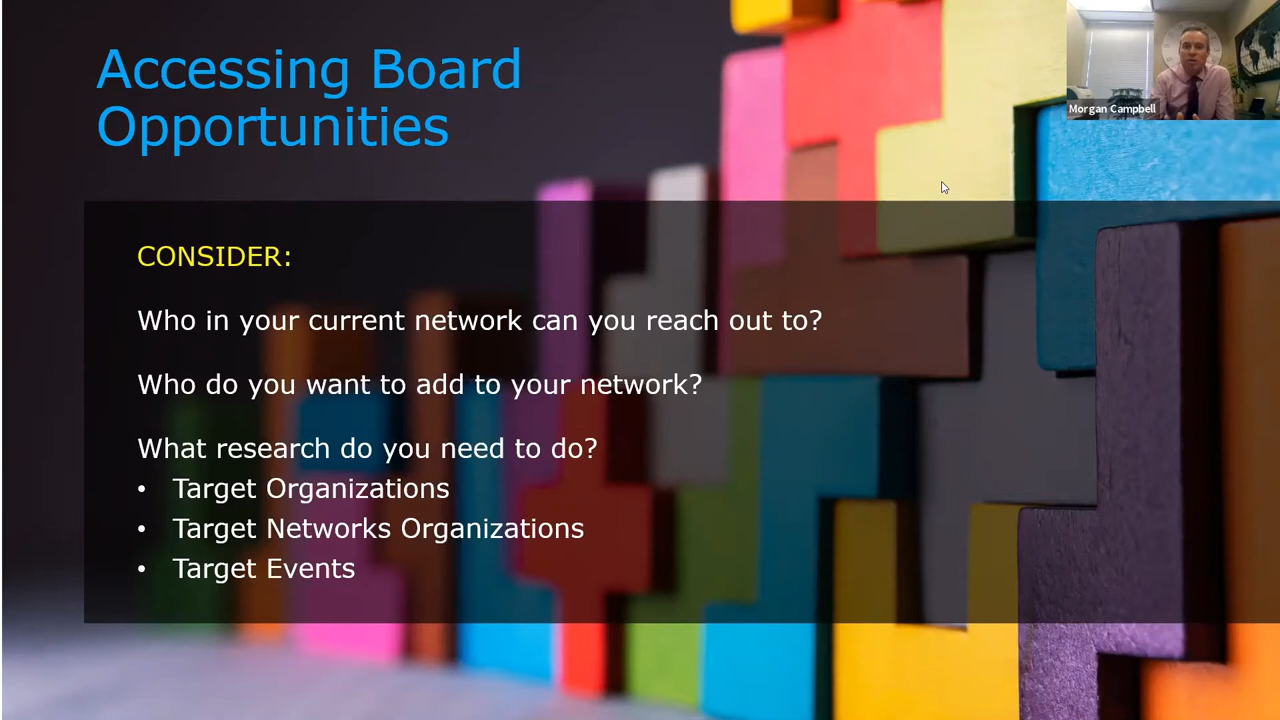 Accessing Board
Opportunities
Morgan Campbell
CONSIDER:
Who in your current network can you reach out to?
Who do you want to add to your network?
What research do you need to do?
• Target Organizations
• Target Networks Organizations
• Target Events